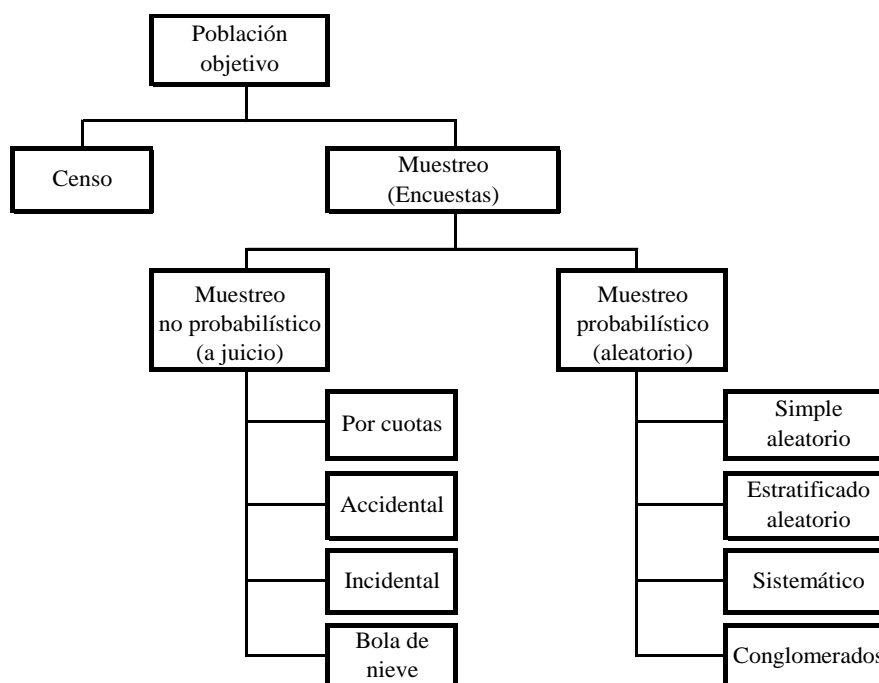 Población
objetivo
Censo
Muestreo
(Encuestas)
Muestreo
no probabilístico
(a juicio)
Muestreo
probabilístico
(aleatorio)
Por cuotas
Accidental
Incidental
Bola de
nieve
Simple
aleatorio
Estratificado
aleatorio
Sistemático
Conglomerados